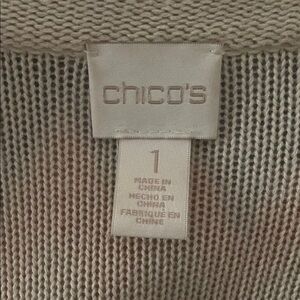 chico's
1
MADE IN
CHINA
HECHO EN
CHINA
FABRIQUÉ EN
CHINE